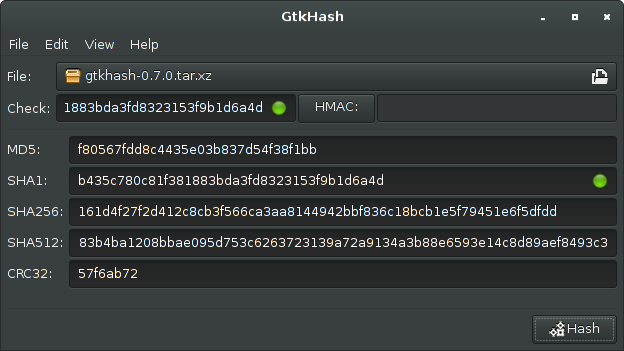 GtkHash
File Edit View Help
File: gtkhash-0.7.0.tar.xz
Check: 1883bda3fd8323153f9b1d6a4d HMAC:
MD5: f80567fdd8c4435e03b837d54f38f1bb
SHA1: b435c780c81f381883bda3fd8323153f9b1d6a4d
SHA256: 161d4f27f2d412c8cb3f566ca3aa8144942bbf836c18bcb1e5f79451e6f5dfdd
SHA512: 83b4ba1208bbae095d753c6263723139a72a9134a3b88e6593e14c8d89aef8493c3
CRC32: 57f6ab72
Hash